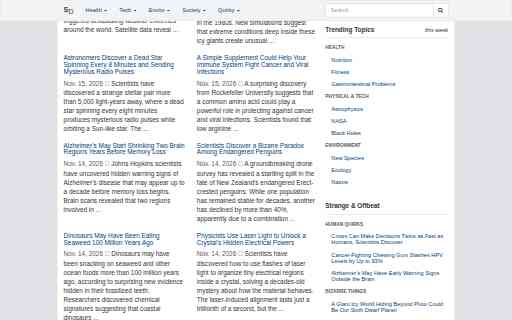 SD Health Tech Enviro Society Quirky Search
around the world. Satellite data reveal ...
in the 1980s. New simulations suggest
that extreme conditions deep inside these
icy giants create unusual ...
Astronomers Discover a Dead Star
Spinning Every 8 Minutes and Sending
Mysterious Radio Pulses
Nov. 15, 2026 □ Scientists have
discovered a strange stellar pair more
than 5,000 light-years away, where a dead
star spinning every eight minutes
produces mysterious radio pulses while
orbiting a Sun-like star. The ...
A Simple Supplement Could Help Your
Immune System Fight Cancer and Viral
Infections
Nov. 15, 2026 □ A surprising discovery
from Rockefeller University suggests that
a common amino acid could play a
powerful role in protecting against cancer
and viral infections. Scientists found that
low arginine ...
Alzheimer's May Start Shrinking Two Brain
Regions Years Before Memory Loss
Nov. 14, 2026 □ Johns Hopkins scientists
have uncovered hidden warning signs of
Alzheimer's disease that may appear up to
a decade before memory loss begins.
Brain scans revealed that two regions
involved in ...
Scientists Discover a Bizarre Paradox
Among Endangered Penguins
Nov. 14, 2026 □ A groundbreaking drone
survey has revealed a startling split in the
fate of New Zealand's endangered Erect-
crested penguins: While one population
has remained stable for decades, another
has declined by more than 40%,
apparently due to a combination ...
Dinosaurs May Have Been Eating
Seaweed 100 Million Years Ago
Nov. 14, 2026 □ Dinosaurs may have
been snacking on seaweed and other
ocean foods more than 100 million years
ago, according to surprising new evidence
hidden in their fossilized teeth.
Researchers discovered chemical
signatures suggesting that coastal
dinosaurs ...
Physicists Use Laser Light to Unlock a
Crystal's Hidden Electrical Powers
Nov. 14, 2026 □ Scientists have
discovered how to use flashes of laser
light to organize tiny electrical regions
inside a crystal, solving a decades-old
mystery about how the material behaves.
The laser-induced alignment lasts just a
trillionth of a second, but the ...
Trending Topics this week
HEALTH
Nutrition
Fitness
Gastrointestinal Problems
PHYSICAL & TECH
Astrophysics
NASA
Black Holes
ENVIRONMENT
New Species
Ecology
Nature
Strange & Offbeat
HUMAN QUIRKS
Crows Can Make Decisions Twice as Fast as
Humans, Scientists Discover
Cancer-Fighting Chewing Gum Slashes HPV
Levels by Up to 93%
Alzheimer's May Have Early Warning Signs
Outside the Brain
BIZARRE THINGS
A Giant Icy World Hiding Beyond Pluto Could
Be Our Sixth Dwarf Planet